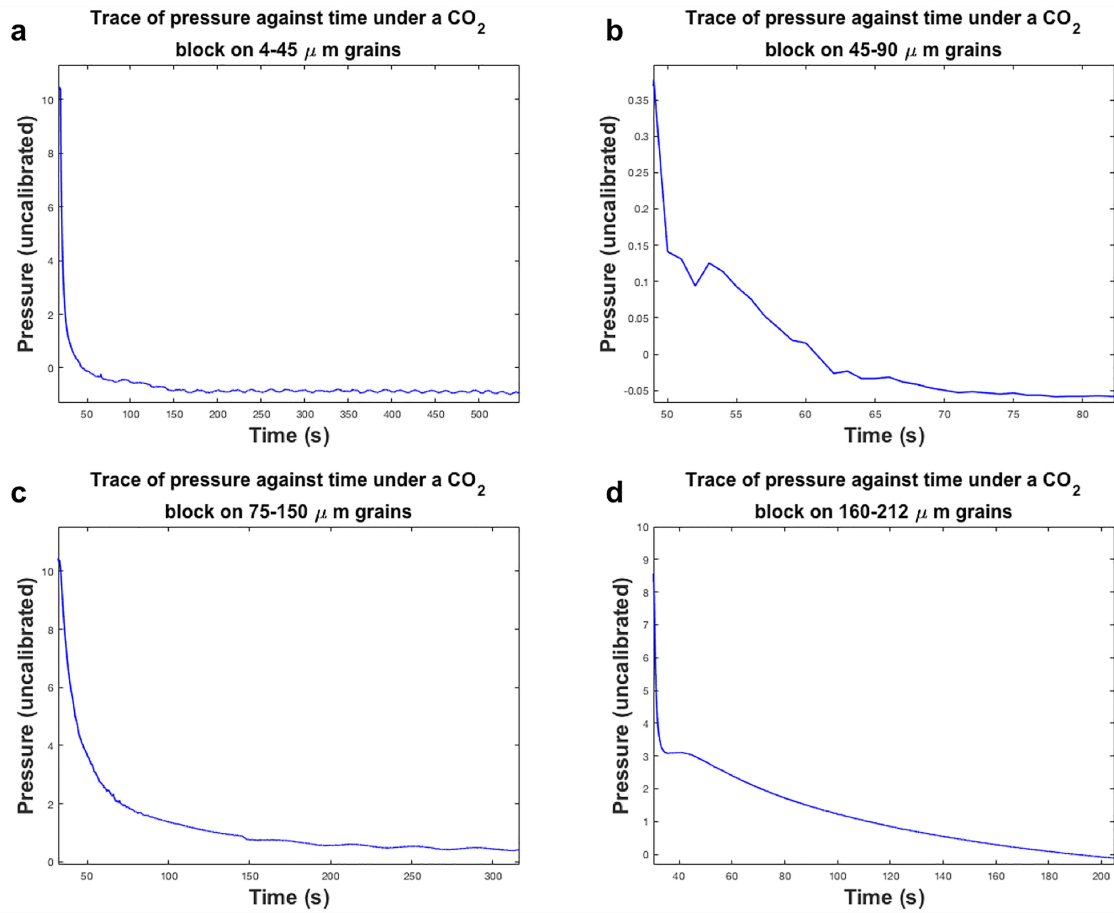 a
Trace of pressure against time under a CO2
block on 4-45 μ m grains
Pressure (uncalibrated)
10
8
6
4
2
0
50 100 150 200 250 300 350 400 450 500
Time (s)
b
Trace of pressure against time under a CO2
block on 45-90 μ m grains
Pressure (uncalibrated)
0.35
0.3
0.25
0.2
0.15
0.1
0.05
0
-0.05
50 55 60 65 70 75 80
Time (s)
c
Trace of pressure against time under a CO2
block on 75-150 μ m grains
Pressure (uncalibrated)
10
8
6
4
2
0
50 100 150 200 250 300
Time (s)
d
Trace of pressure against time under a CO2
block on 160-212 μ m grains
Pressure (uncalibrated)
10
9
8
7
6
5
4
3
2
1
0
40 60 80 100 120 140 160 180 200
Time (s)